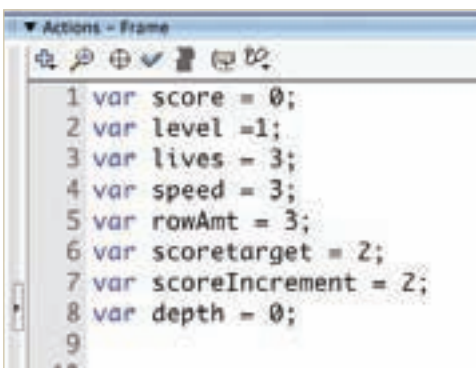 Actions - Frame
1 var score = 0;
2 var level =1;
3 var lives = 3;
4 var speed = 3;
5 var rowAmt = 3;
6 var scoretarget = 2;
7 var scoreIncrement = 2;
8 var depth = 0;
9